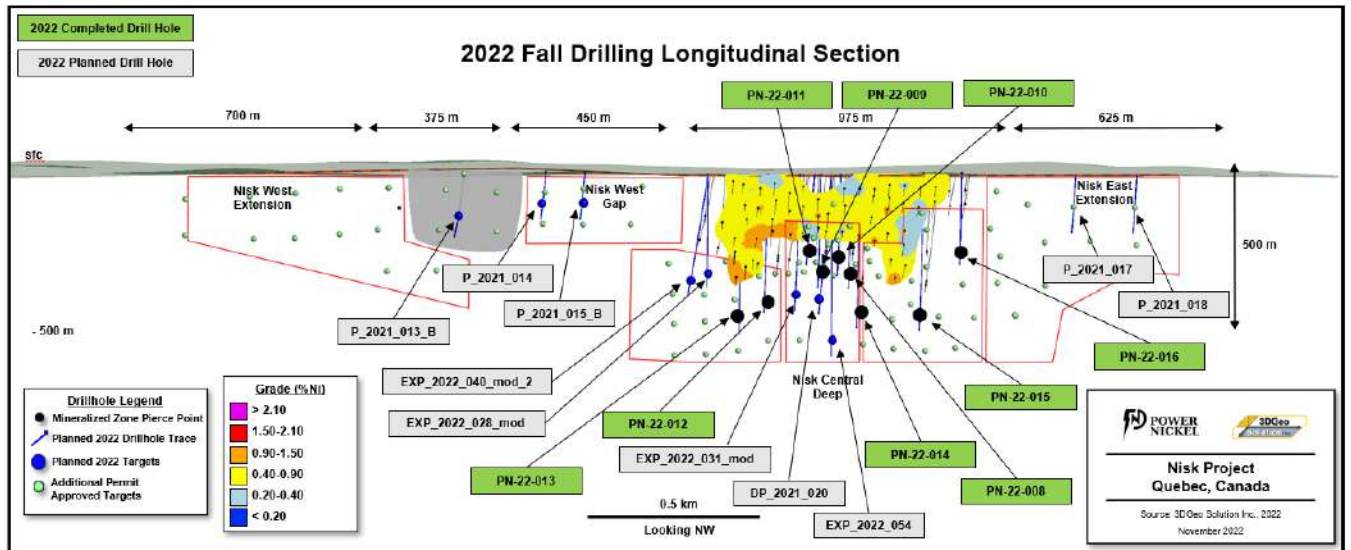 2022 Completed Drill Hole
2022 Planned Drill Hole
2022 Fall Drilling Longitudinal Section
PN-22-011
PN-22-009
PN-22-010
700 m
375 m
450 m
975 m
625 m
sfc
Nisk West
Extension
Nisk West
Gap
Nisk East
Extension
500 m
P_2021_014
P_2021_017
P_2021_015_B
P_2021_018
P_2021_013_B
- 500 m
PN-22-016
EXP_2022_040_mod_2
Nisk Central
Deep
PN-22-015
EXP_2022_028_mod
PN-22-012
PN-22-014
EXP_2022_031_mod
PN-22-013
DP_2021_020
PN-22-008
EXP_2022_054
0.5 km
Looking NW
Drillhole Legend
Mineralized Zone Pierce Point
Planned 2022 Drillhole Trace
Planned 2022 Targets
Additional Permit
Approved Targets
Grade (%Ni)
> 2.10
1.50-2.10
0.90-1.50
0.40-0.90
0.20-0.40
< 0.20
POWER
NICKEL
3DGeo
Nisk Project
Quebec, Canada
Source: 3DGeo Solution Inc., 2022
November 2022